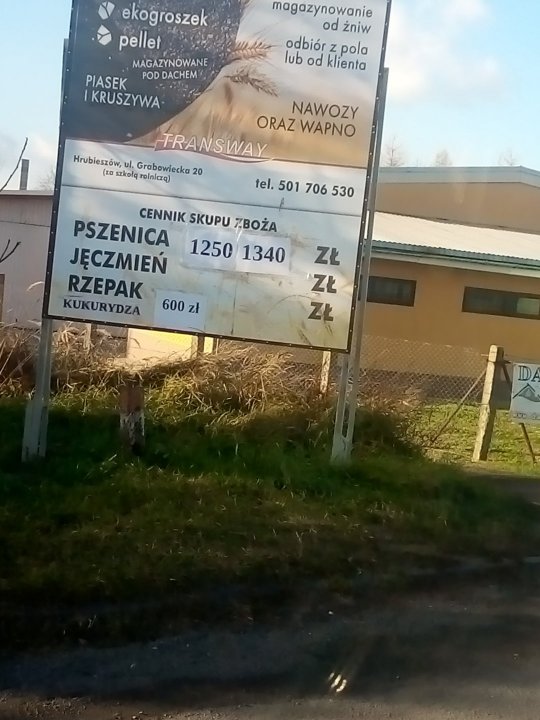 ekogroszek
pellet
MAGAZYNOWANE
POD DACHEM
PIASEK
I KRUSZYWA
magazynowanie
od żniw
odbiór z pola
lub od klienta
NAWOZY
ORAZ WAPNO
TRANSWAY
Hrubieszów, ul. Grabowiecka 20
(za szkołą rolniczą)
tel. 501 706 530
CENNIK SKUPU ZBOŻA
PSZENICA 1250 1340 ZŁ
JĘCZMIEŃ ZŁ
RZEPAK ZŁ
KUKURYDZA 600 zł
DA